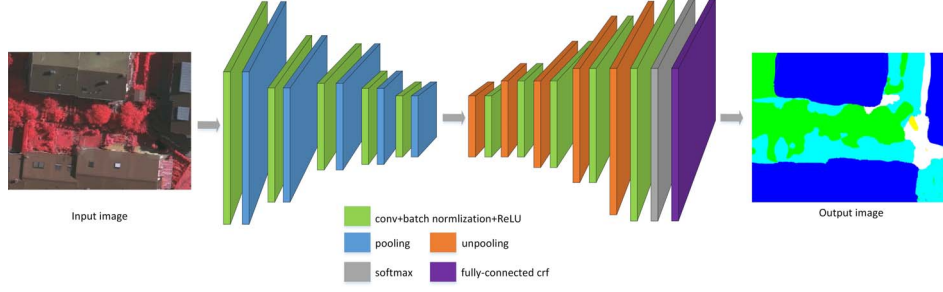 Input image
Output image
conv+batch normlization+ReLU
pooling
unpooling
softmax
fully-connected crf